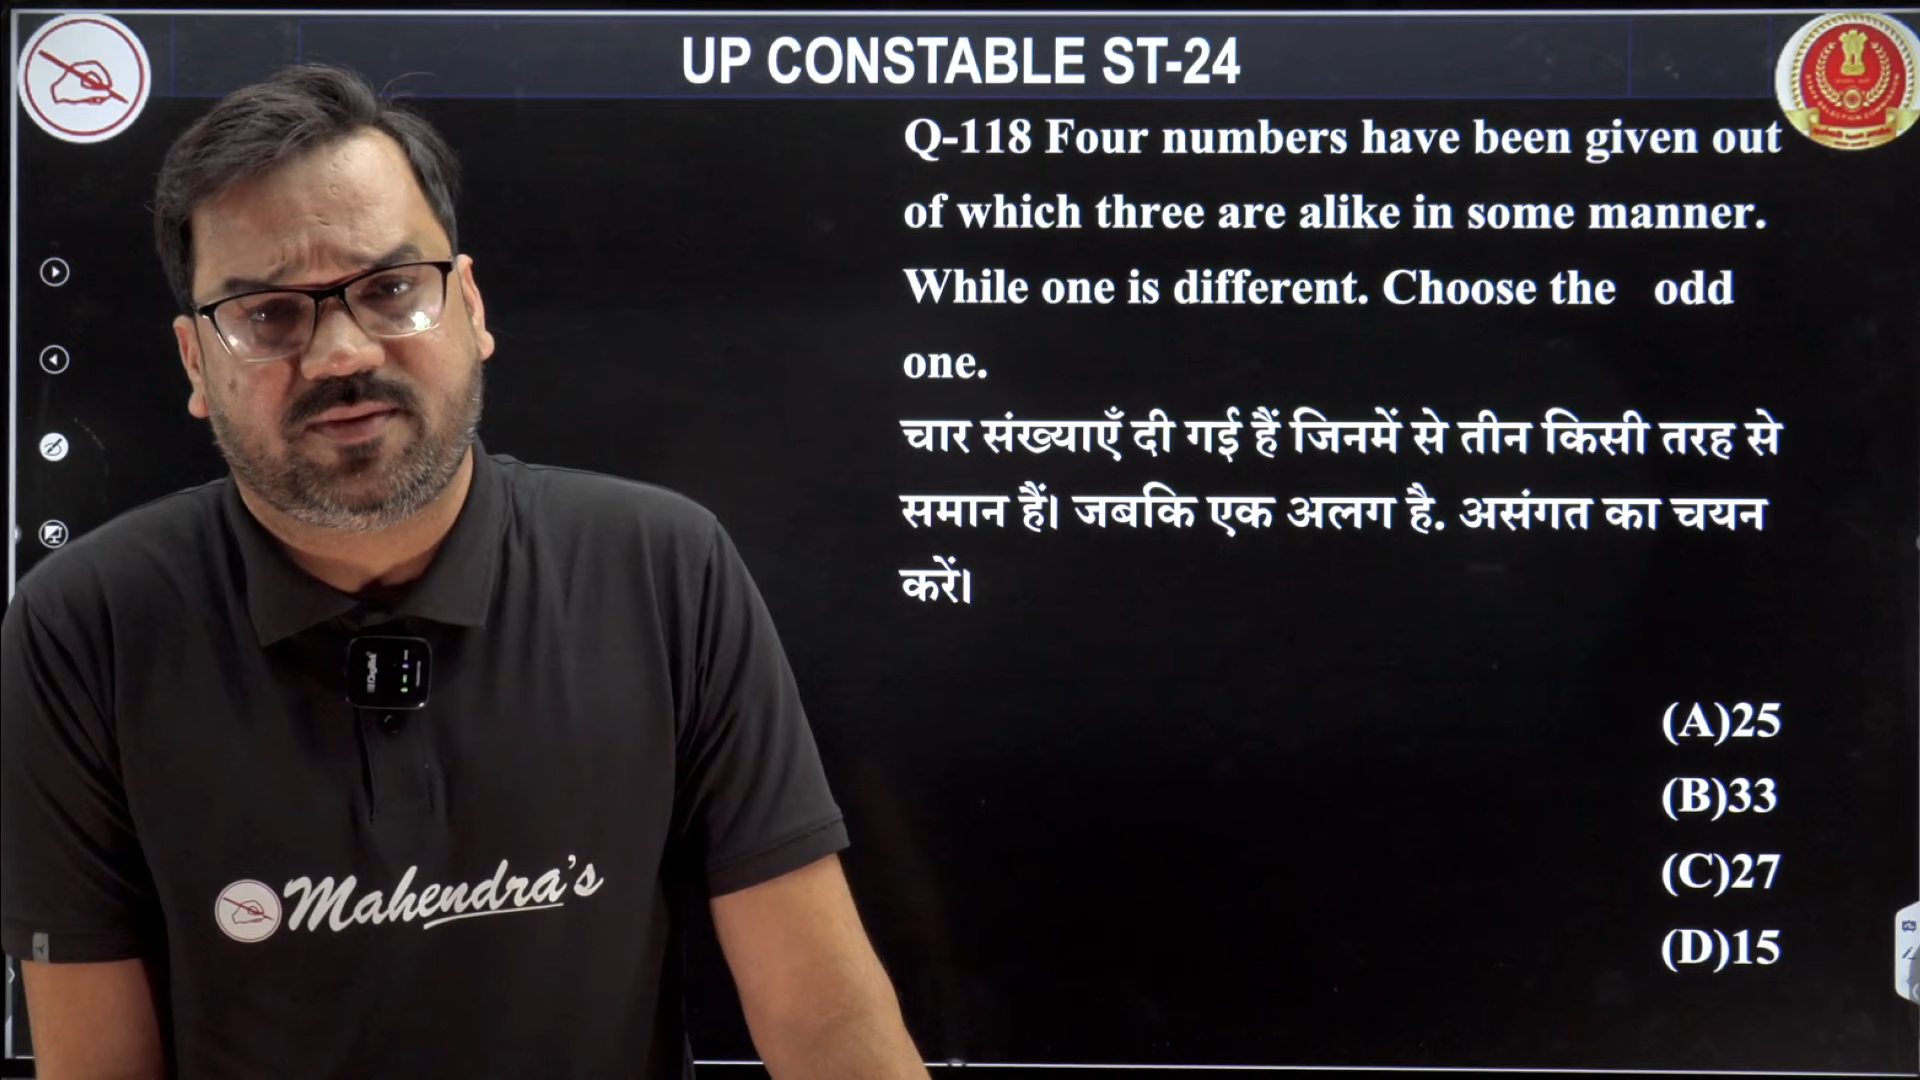 UP CONSTABLE ST-24
Q-118 Four numbers have been given out
of which three are alike in some manner.
While one is different. Choose the odd
one.
चार संख्याएँ दी गई हैं जिनमें से तीन किसी तरह से
समान हैं। जबकि एक अलग है. असंगत का चयन
करें।
(A)25
(B)33
(C)27
(D)15
Mahendra's